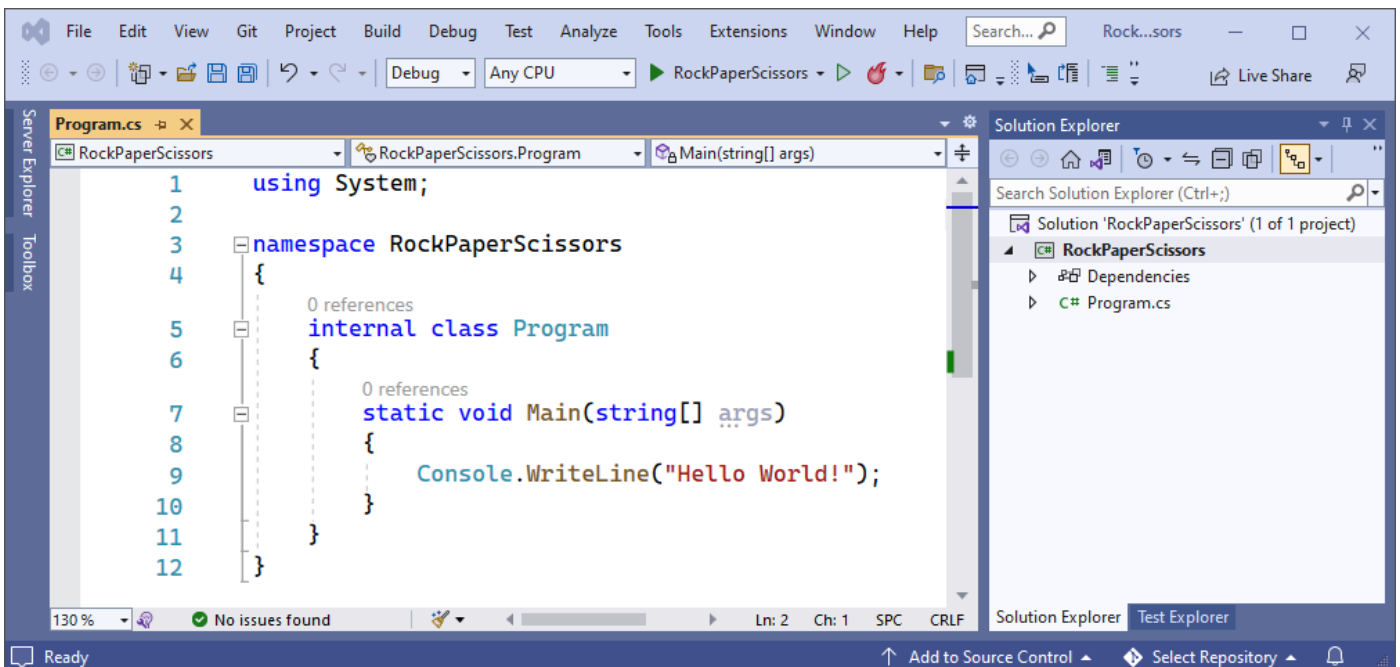 File Edit View Git Project Build Debug Test Analyze Tools Extensions Window Help Search... Rock...sors
Debug Any CPU RockPaperScissors Live Share
Server Explorer
Toolbox
Program.cs
RockPaperScissors RockPaperScissors.Program Main(string[] args)
1 using System;
2
3 namespace RockPaperScissors
4 {
0 references
5 internal class Program
6 {
0 references
7 static void Main(string[] args)
8 {
9 Console.WriteLine("Hello World!");
10 }
11 }
12 }
130 % No issues found Ln: 2 Ch: 1 SPC CRLF
Solution Explorer
Search Solution Explorer (Ctrl+;)
Solution 'RockPaperScissors' (1 of 1 project)
C# RockPaperScissors
Dependencies
C# Program.cs
Solution Explorer Test Explorer
Ready Add to Source Control Select Repository